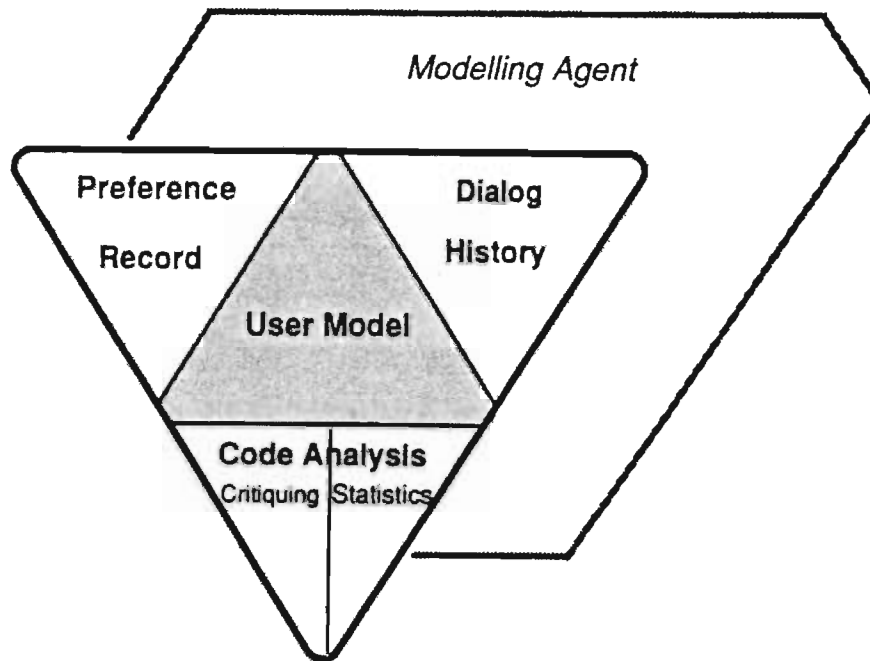 Modelling Agent
Preference
Record
Dialog
History
User Model
Code Analysis
Critiquing Statistics